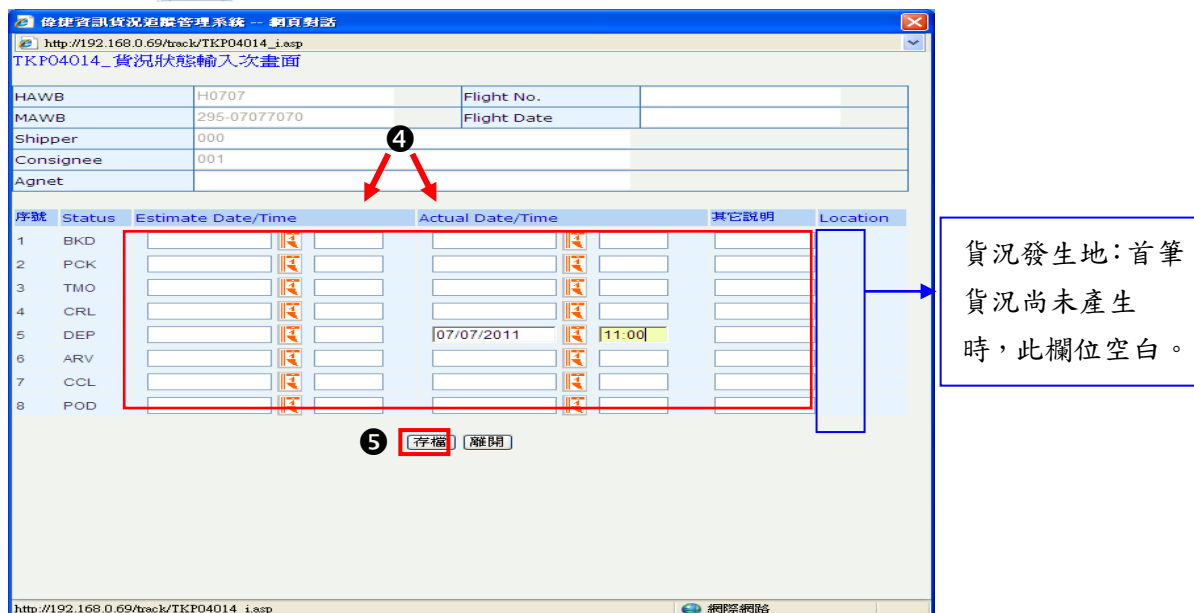 偉捷資訊貨況追蹤管理系統 -- 網頁對話
http://192.168.0.69/track/TKP04014_i.asp
TKP04014_貨況狀態輸入次畫面
HAWB H0707 Flight No.
MAWB 295-07077070 Flight Date
Shipper 000
Consignee 001
Agnet
❹
序號 Status Estimate Date/Time Actual Date/Time 其它説明 Location
1 BKD
2 PCK
3 TMO
4 CRL
5 DEP 07/07/2011 11:00
6 ARV
7 CCL
8 POD
❺ 存檔 離開
貨況發生地：首筆
貨況尚未產生
時，此欄位空白。
http://192.168.0.69/track/TKP04014_i.asp 網際網路